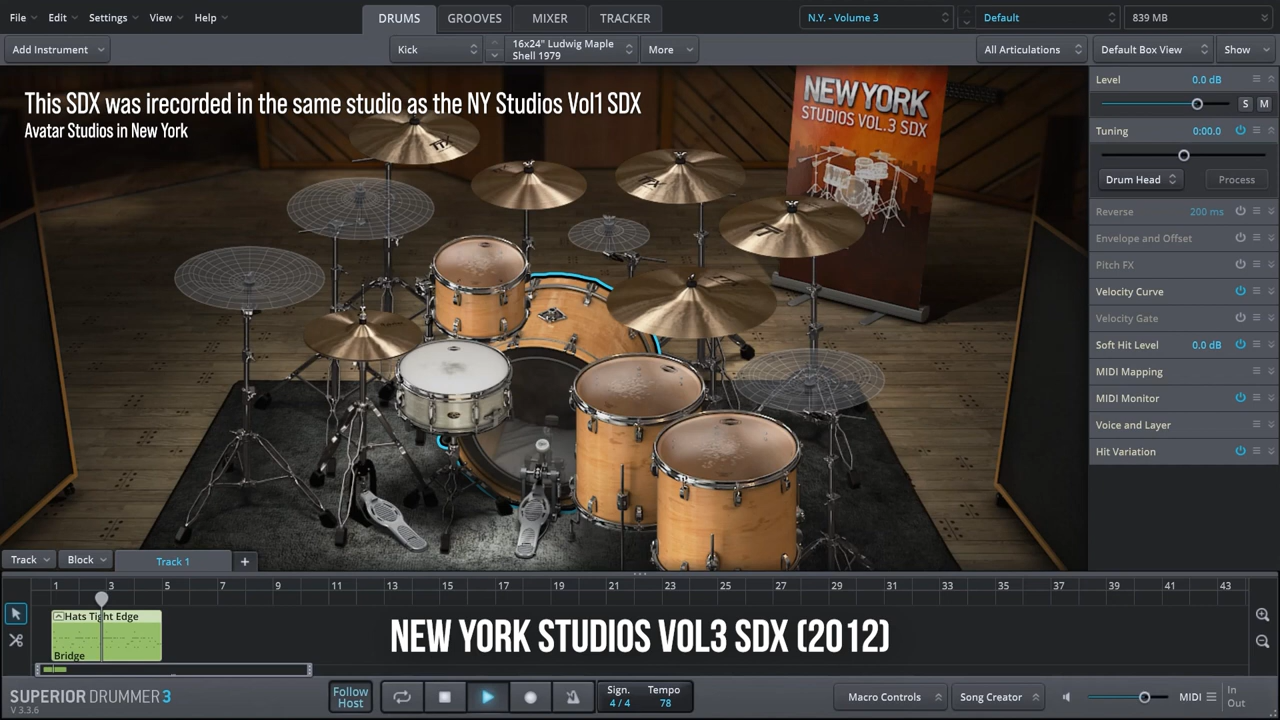 File
Edit
Settings
View
Help
DRUMS
GROOVES
MIXER
TRACKER
N.Y. - Volume 3
Default
839 MB
Add Instrument
Kick
16x24" Ludwig Maple
Shell 1979
More
All Articulations
Default Box View
Show
This SDX was irecorded in the same studio as the NY Studios Vol1 SDX
Avatar Studios in New York
NEW YORK
STUDIOS VOL.3 SDX
Level
0.0 dB
S
M
Tuning
0:00.0
Drum Head
Process
Reverse
200 ms
Envelope and Offset
Pitch FX
Velocity Curve
Velocity Gate
Soft Hit Level
0.0 dB
MIDI Mapping
MIDI Monitor
Voice and Layer
Hit Variation
Track
Block
Track 1
+
1 3 5 7 9 11 13 15 17 19 21 23 25 27 29 31 33 35 37 39 41 43
Hats Tight Edge
Bridge
NEW YORK STUDIOS VOL3 SDX (2012)
SUPERIOR DRUMMER 3
V 3.3.6
Follow
Host
Sign.
4 / 4
Tempo
78
Macro Controls
Song Creator
MIDI
In
Out